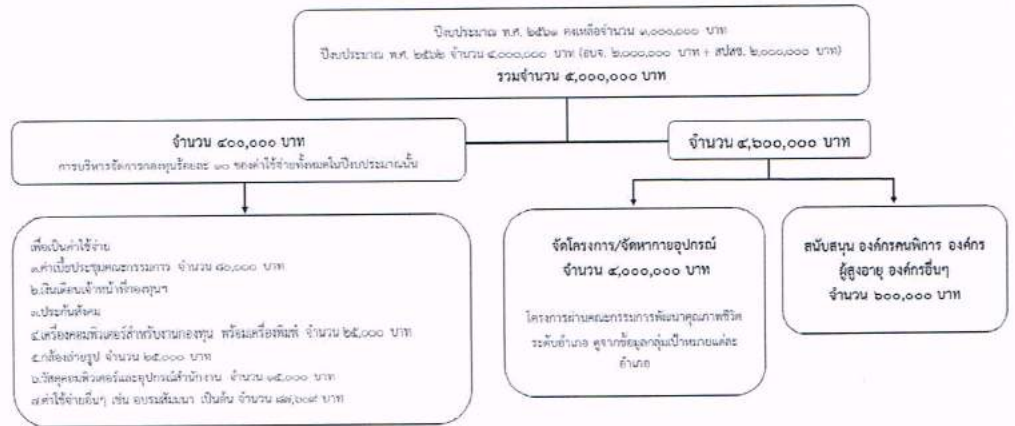 ปีงบประมาณ พ.ศ. ๒๕๖๑ คงเหลือจำนวน ๑,๐๐๐,๐๐๐ บาท
ปีงบประมาณ พ.ศ. ๒๕๖๒ จำนวน ๔,๐๐๐,๐๐๐ บาท (อบจ. ๒,๐๐๐,๐๐๐ บาท + สปสช. ๒,๐๐๐,๐๐๐ บาท)
รวมจำนวน ๕,๐๐๐,๐๐๐ บาท
จำนวน ๔๐๐,๐๐๐ บาท
การบริหารจัดการกองทุนร้อยละ ๑๐ ของค่าใช้จ่ายทั้งหมดในปีงบประมาณนั้น
จำนวน ๔,๖๐๐,๐๐๐ บาท
เพื่อเป็นค่าใช้จ่าย
๑.ค่าเบี้ยประชุมคณะกรรมการ จำนวน ๘๐,๐๐๐ บาท
๒.เงินเดือนเจ้าหน้าที่กองทุนฯ
๓.ประกันสังคม
๔.เครื่องคอมพิวเตอร์สำหรับงานกองทุน พร้อมเครื่องพิมพ์ จำนวน ๒๕,๐๐๐ บาท
๕.กล้องถ่ายรูป จำนวน ๒๕,๐๐๐ บาท
๖.วัสดุคอมพิวเตอร์และอุปกรณ์สำนักงาน จำนวน ๑๕,๐๐๐ บาท
๗.ค่าใช้จ่ายอื่นๆ เช่น อบรมสัมมนา เป็นต้น จำนวน บาท
จัดโครงการ/จัดหากายอุปกรณ์
จำนวน ๔,๐๐๐,๐๐๐ บาท
โครงการผ่านคณะกรรมการพัฒนาคุณภาพชีวิต
ระดับอำเภอ ดูจากข้อมูลกลุ่มเป้าหมายแต่ละ
อำเภอ
สนับสนุน องค์กรคนพิการ องค์กร
ผู้สูงอายุ องค์กรอื่นๆ
จำนวน ๖๐๐,๐๐๐ บาท